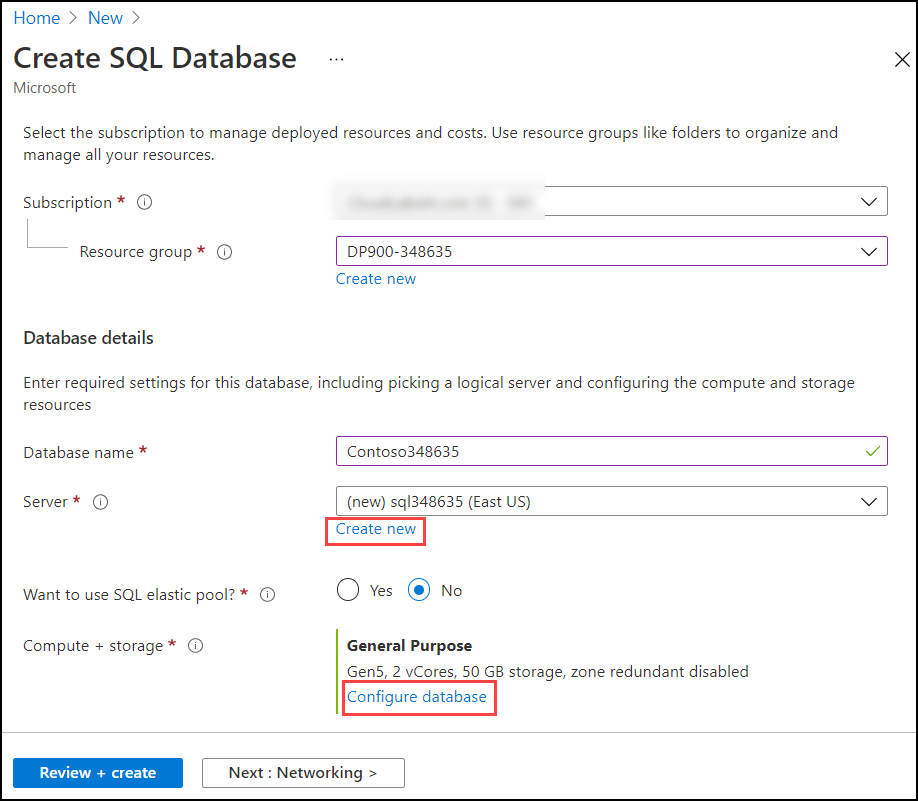 Home > New >
Create SQL Database ...
Microsoft
Select the subscription to manage deployed resources and costs. Use resource groups like folders to organize and
manage all your resources.
Subscription *
Resource group *
DP900-348635
Create new
Database details
Enter required settings for this database, including picking a logical server and configuring the compute and storage
resources
Database name *
Contoso348635
Server *
(new) sql348635 (East US)
Create new
Want to use SQL elastic pool? *
Yes No
Compute + storage *
General Purpose
Gen5, 2 vCores, 50 GB storage, zone redundant disabled
Configure database
Review + create
Next : Networking >